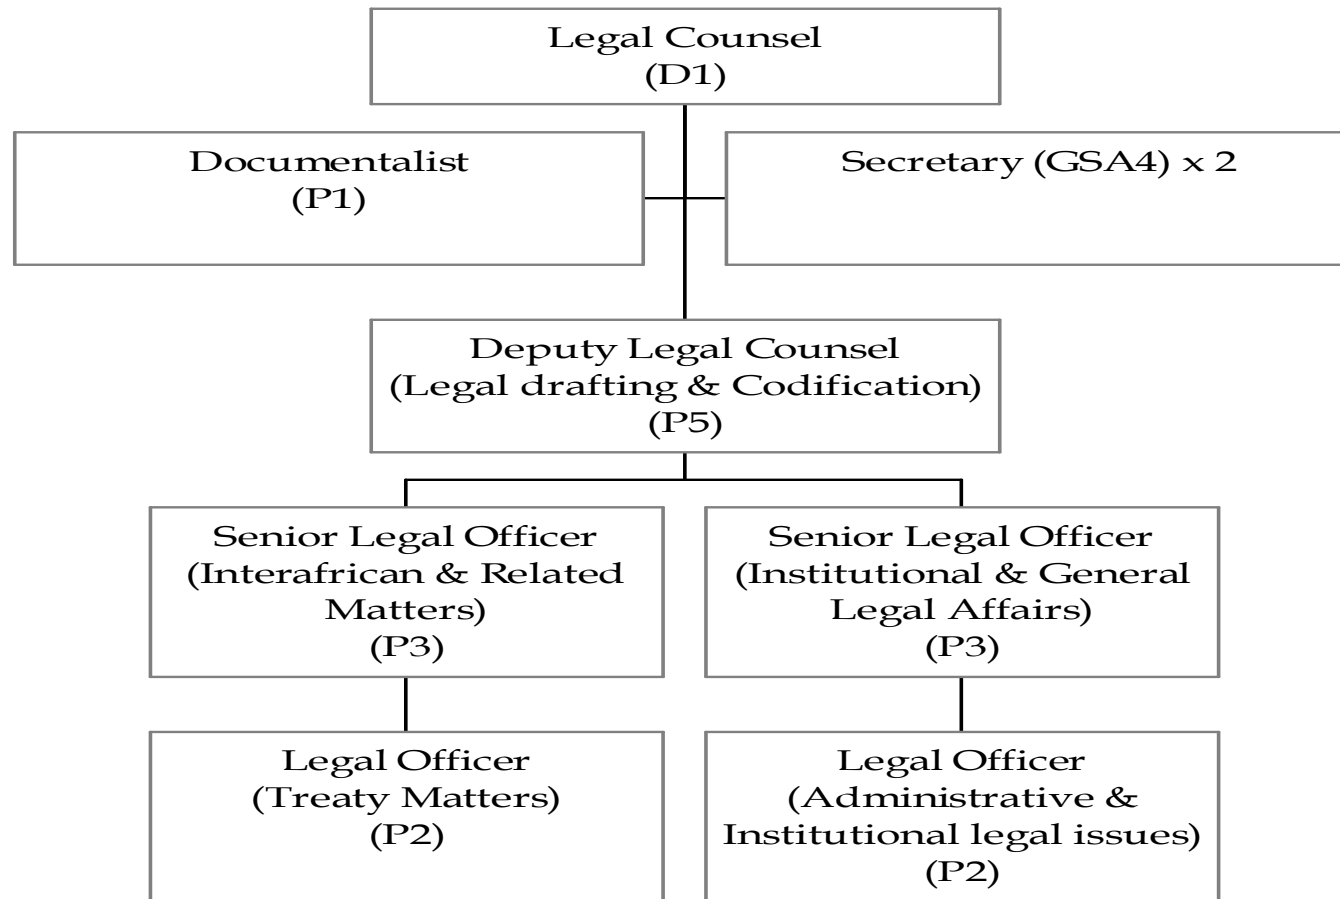 Legal Counsel
(D1)
Documentalist
(P1)
Secretary (GSA4) x 2
Deputy Legal Counsel
(Legal drafting & Codification)
(P5)
Senior Legal Officer
(Interafrican & Related
Matters)
(P3)
Senior Legal Officer
(Institutional & General
Legal Affairs)
(P3)
Legal Officer
(Treaty Matters)
(P2)
Legal Officer
(Administrative &
Institutional legal issues)
(P2)